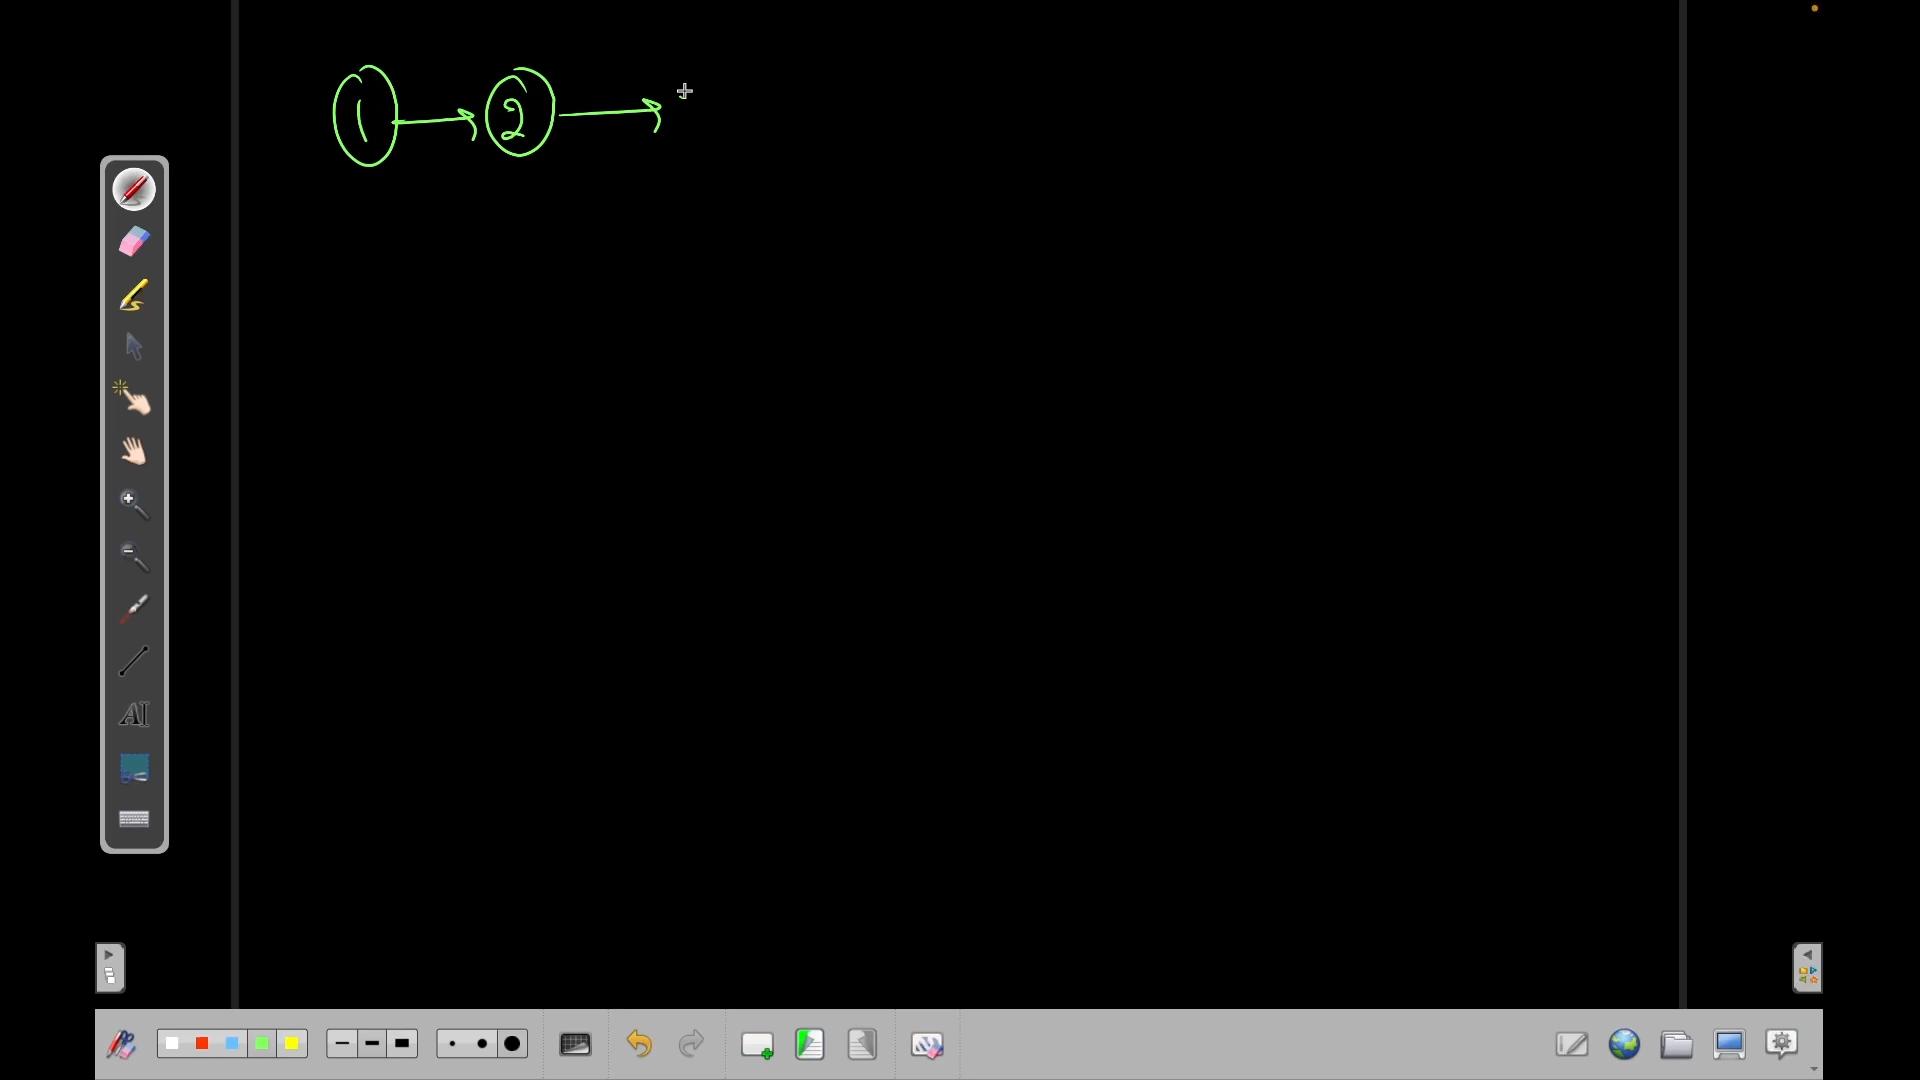 1 → 2 →